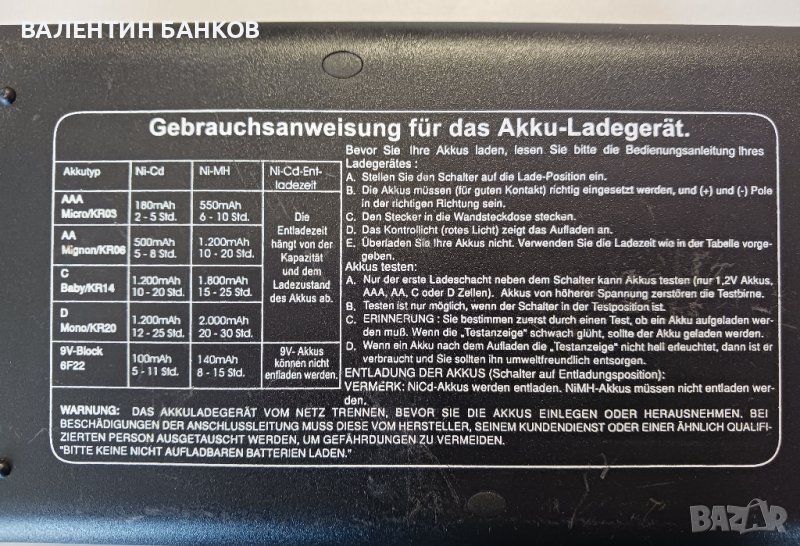 ВАЛЕНТИН БАНКОВ
Gebrauchsanweisung für das Akku-Ladegerät.
Akkutyp Ni-Cd Ni-MH Ni-Cd-Ent-
ladezeit
AAA 180mAh 550mAh
Micro/KR03 2 - 5 Std. 6 - 10 Std.
AA 500mAh 1.200mAh
Mignon/KR06 5 - 8 Std. 10 - 20 Std.
C 1.200mAh 1.800mAh
Baby/KR14 10 - 20 Std. 15 - 25 Std.
D 1.200mAh 2.000mAh
Mono/KR20 12 - 25 Std. 20 - 30 Std.
Die
Entladezeit
hängt von der
Kapazität
und dem
Ladezustand
des Akkus ab.
9V-Block 100mAh 140mAh
6F22 5 - 11 Std. 8 - 15 Std.
9V- Akkus
können nicht
entladen werden.
Bevor Sie Ihre Akkus laden, lesen Sie bitte die Bedienungsanleitung Ihres
Ladegerätes :
A. Stellen Sie den Schalter auf die Lade-Position ein.
B. Die Akkus müssen (für guten Kontakt) richtig eingesetzt werden, und (+) und (-) Pole
in der richtigen Richtung sein.
C. Den Stecker in die Wandsteckdose stecken.
D. Das Kontrollicht (rotes Licht) zeigt das Aufladen an.
E. Überladen Sie Ihre Akkus nicht. Verwenden Sie die Ladezeit wie in der Tabelle vorge-
geben.
Akkus testen:
A. Nur der erste Ladeschacht neben dem Schalter kann Akkus testen (nur 1,2V Akkus,
AAA, AA, C oder D Zellen). Akkus von höherer Spannung zerstören die Testbirne.
B. Testen ist nur möglich, wenn der Schalter in der Testposition ist.
C. ERINNERUNG : Sie bestimmen zuerst durch einen Test, ob ein Akku aufgeladen wer-
den muß. Wenn die „Testanzeige" schwach glüht, sollte der Akku geladen werden.
D. Wenn ein Akku nach dem Aufladen die „Testanzeige" nicht hell erleuchtet, dann ist er
verbraucht und Sie sollten ihn umweltfreundlich entsorgen.
ENTLADUNG DER AKKUS (Schalter auf Entladungsposition):
VERMERK: NiCd-Akkus werden entladen. NiMH-Akkus müssen nicht entladen wer-
den.
WARNUNG: DAS AKKULADEGERÄT VOM NETZ TRENNEN, BEVOR SIE DIE AKKUS EINLEGEN ODER HERAUSNEHMEN. BEI
BESCHÄDIGUNGEN DER ANSCHLUSSLEITUNG MUSS DIESE VOM HERSTELLER, SEINEM KUNDENDIENST ODER EINER ÄHNLICH QUALIFI-
ZIERTEN PERSON AUSGETAUSCHT WERDEN, UM GEFÄHRDUNGEN ZU VERMEIDEN.
"BITTE KEINE NICHT AUFLADBAREN BATTERIEN LADEN."
BAZAR